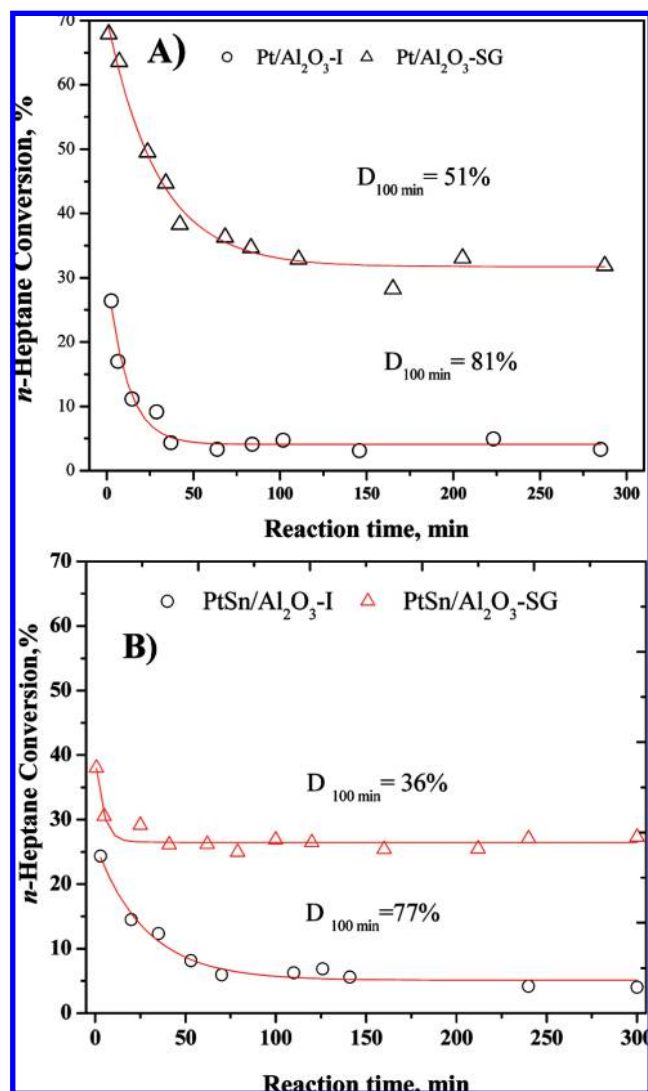 A)
○ Pt/Al₂O₃-I △ Pt/Al₂O₃-SG
D₁₀₀ ₘᵢₙ= 51%
D₁₀₀ ₘᵢₙ= 81%
n-Heptane Conversion, %
70
60
50
40
30
20
10
0
0 50 100 150 200 250 300
Reaction time, min
B)
○ PtSn/Al₂O₃-I △ PtSn/Al₂O₃-SG
D ₁₀₀ ₘᵢₙ= 36%
D ₁₀₀ ₘᵢₙ=77%
n-Heptane Conversion,%
70
60
50
40
30
20
10
0
0 50 100 150 200 250 300
Reaction time, min